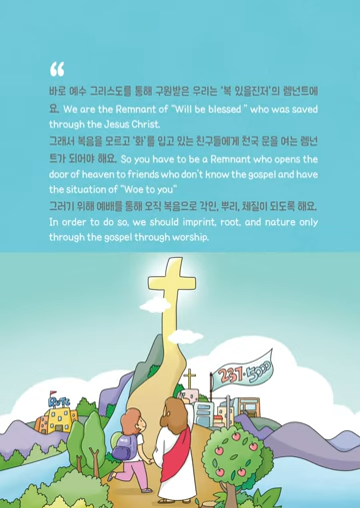 “
바로 예수 그리스도를 통해 구원받은 우리는 ‘복 있을진저’의 렘넌트예
요. We are the Remnant of “Will be blessed ” who was saved
through the Jesus Christ.
그래서 복음을 모르고 ‘화’를 입고 있는 친구들에게 천국 문을 여는 렘넌
트가 되어야 해요. So you have to be a Remnant who opens the
door of heaven to friends who don’t know the gospel and have
the situation of “Woe to you”
그러기 위해 예배를 통해 오직 복음으로 각인, 뿌리, 체질이 되도록 해요.
In order to do so, we should imprint, root, and nature only
through the gospel through worship.
237·